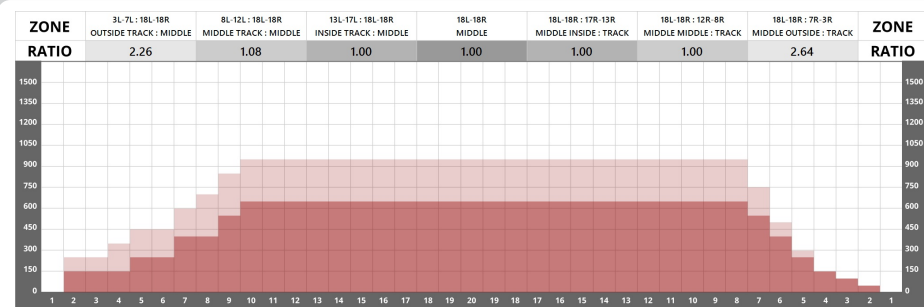 ZONE
3L-7L : 18L-18R
OUTSIDE TRACK : MIDDLE
8L-12L : 18L-18R
MIDDLE TRACK : MIDDLE
13L-17L : 18L-18R
INSIDE TRACK : MIDDLE
18L-18R
MIDDLE
18L-18R : 17R-13R
MIDDLE INSIDE : TRACK
18L-18R : 12R-8R
MIDDLE MIDDLE : TRACK
18L-18R : 7R-3R
MIDDLE OUTSIDE : TRACK
ZONE
RATIO 2.26 1.08 1.00 1.00 1.00 1.00 2.64 RATIO
1500 1500
1350 1350
1200 1200
1050 1050
900 900
750 750
600 600
450 450
300 300
150 150
0 0
1 2 3 4 5 6 7 8 9 10 11 12 13 14 15 16 17 18 19 20 19 18 17 16 15 14 13 12 11 10 9 8 7 6 5 4 3 2 1